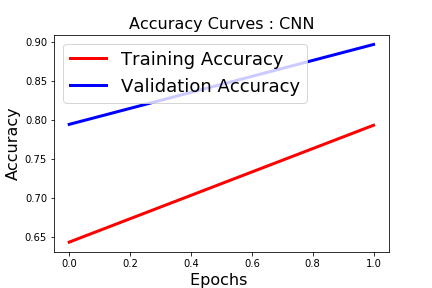 Accuracy Curves : CNN
Training Accuracy
Validation Accuracy
Accuracy
0.90
0.85
0.80
0.75
0.70
0.65
0.0 0.2 0.4 0.6 0.8 1.0
Epochs